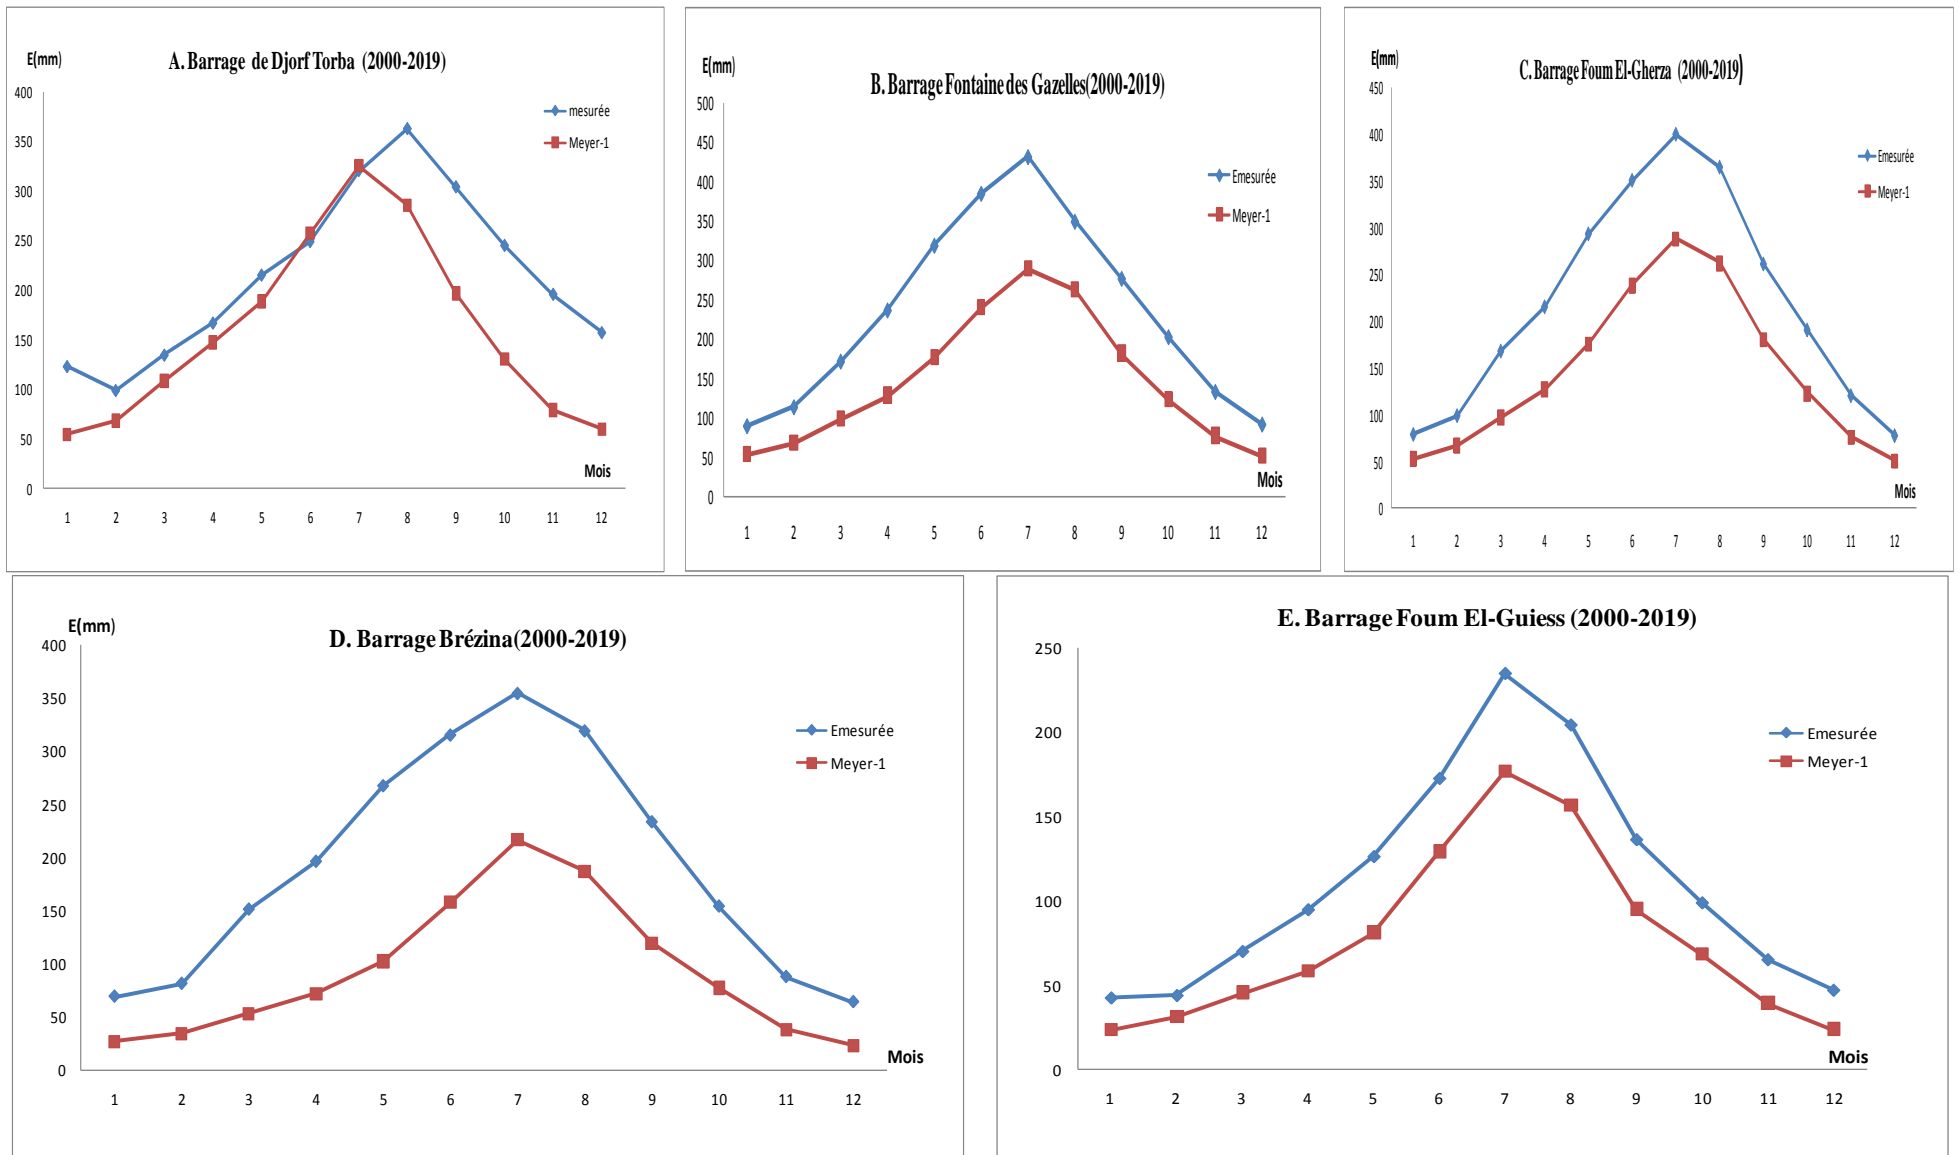 A. Barrage de Djorf Torba (2000-2019)
E(mm)
400
350
300
250
200
150
100
50
0
mesurée
Meyer-1
Mois
1 2 3 4 5 6 7 8 9 10 11 12
B. Barrage Fontaine des Gazelles(2000-2019)
E(mm)
500
450
400
350
300
250
200
150
100
50
0
Emesurée
Meyer-1
Mois
1 2 3 4 5 6 7 8 9 10 11 12
C. Barrage Foum El-Gherza (2000-2019)
E(mm)
450
400
350
300
250
200
150
100
50
0
Emesurée
Meyer-1
Mois
1 2 3 4 5 6 7 8 9 10 11 12
D. Barrage Brézina(2000-2019)
E(mm)
400
350
300
250
200
150
100
50
0
Emesurée
Meyer-1
Mois
1 2 3 4 5 6 7 8 9 10 11 12
E. Barrage Foum El-Guiess (2000-2019)
250
200
150
100
50
0
Emesurée
Meyer-1
Mois
1 2 3 4 5 6 7 8 9 10 11 12